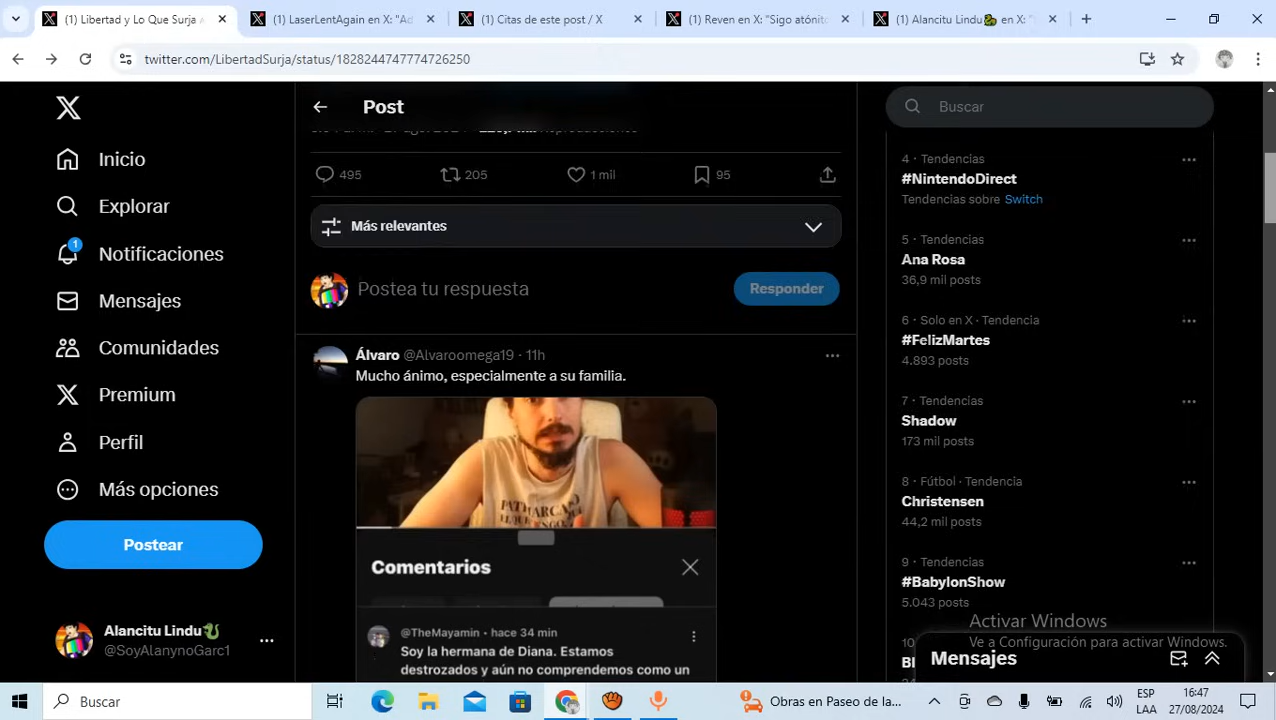 (1) Libertad y Lo Que Surja
(1) LaserLentAgain en X: "Ad
(1) Citas de este post / X
(1) Reven en X: "Sigo atónit
(1) Alancitu Lindu🐉 en X: "
twitter.com/LibertadSurja/status/1828244747774726250
Post
Buscar
Inicio
Explorar
1
Notificaciones
Mensajes
Comunidades
Premium
Perfil
Más opciones
Postear
Alancitu Lindu🐉
@SoyAlanynoGarc1
495
205
1 mil
95
Más relevantes
Postea tu respuesta
Responder
Álvaro @Alvaroomega19 · 11h
Mucho ánimo, especialmente a su familia.
Comentarios
@TheMayamin · hace 34 min
Soy la hermana de Diana. Estamos
destrozados y aún no comprendemos como un
4 · Tendencias
#NintendoDirect
Tendencias sobre Switch
5 · Tendencias
Ana Rosa
36,9 mil posts
6 · Solo en X · Tendencia
#FelizMartes
4.893 posts
7 · Tendencias
Shadow
173 mil posts
8 · Fútbol · Tendencia
Christensen
44,2 mil posts
9 · Tendencias
#BabylonShow
5.043 posts
Activar Windows
Ve a Configuración para activar Windows.
Mensajes
Buscar
Obras en Paseo de la...
ESP
LAA
16:47
27/08/2024